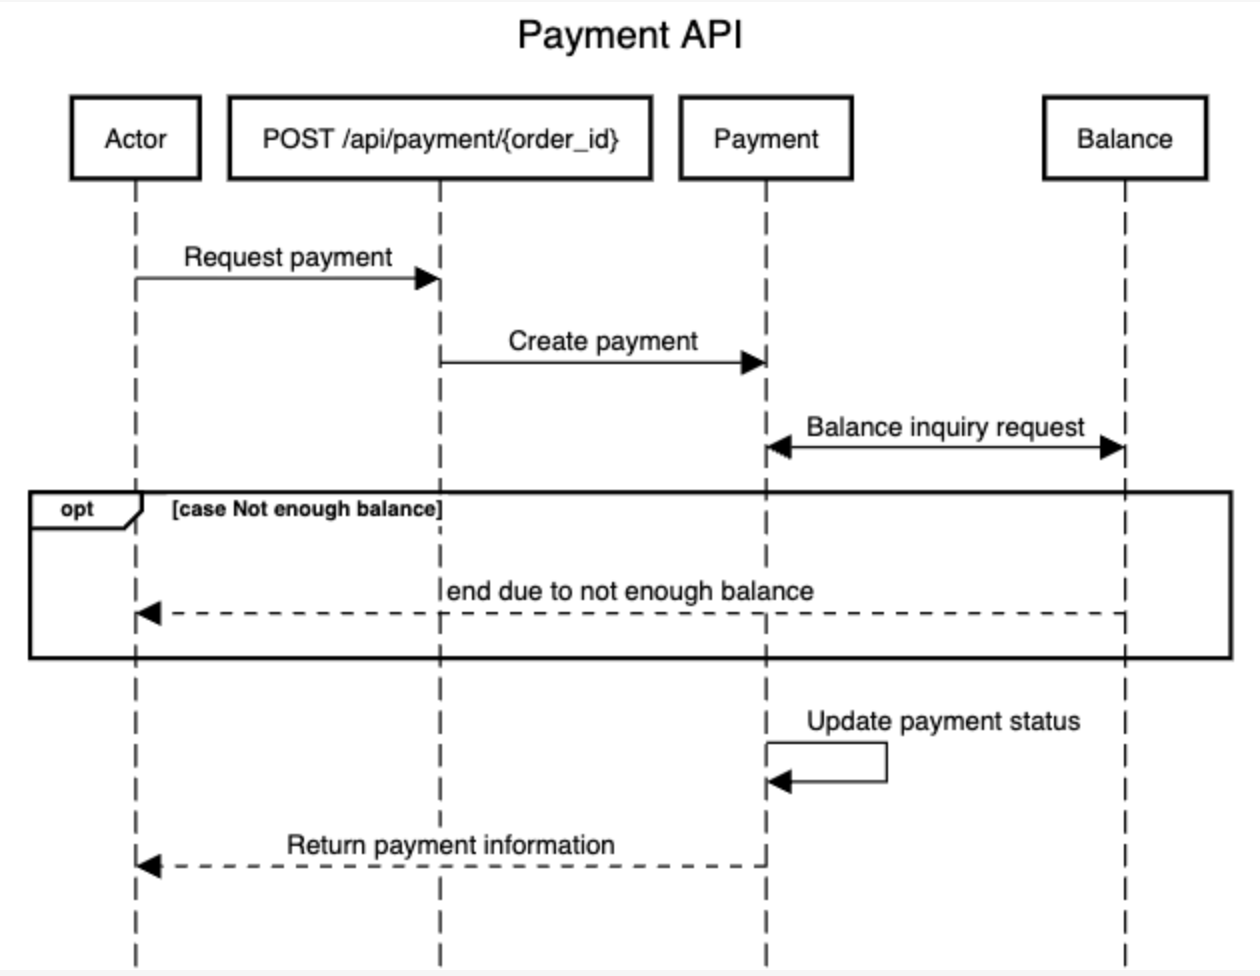 Payment API
Actor
POST /api/payment/{order_id}
Payment
Balance
Request payment
Create payment
Balance inquiry request
opt
[case Not enough balance]
end due to not enough balance
Update payment status
Return payment information